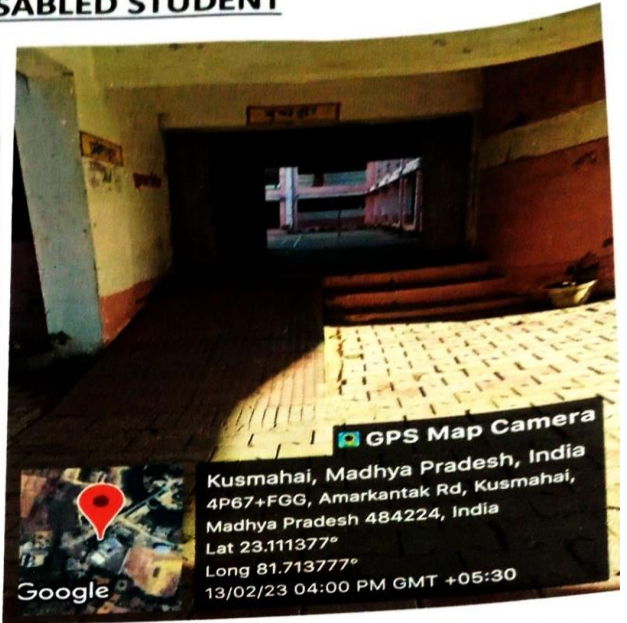 SABLED STUDENT
GPS Map Camera
Kusmahai, Madhya Pradesh, India
4P67+FGG, Amarkantak Rd, Kusmahai,
Madhya Pradesh 484224, India
Lat 23.111377°
Long 81.713777°
13/02/23 04:00 PM GMT +05:30
Google